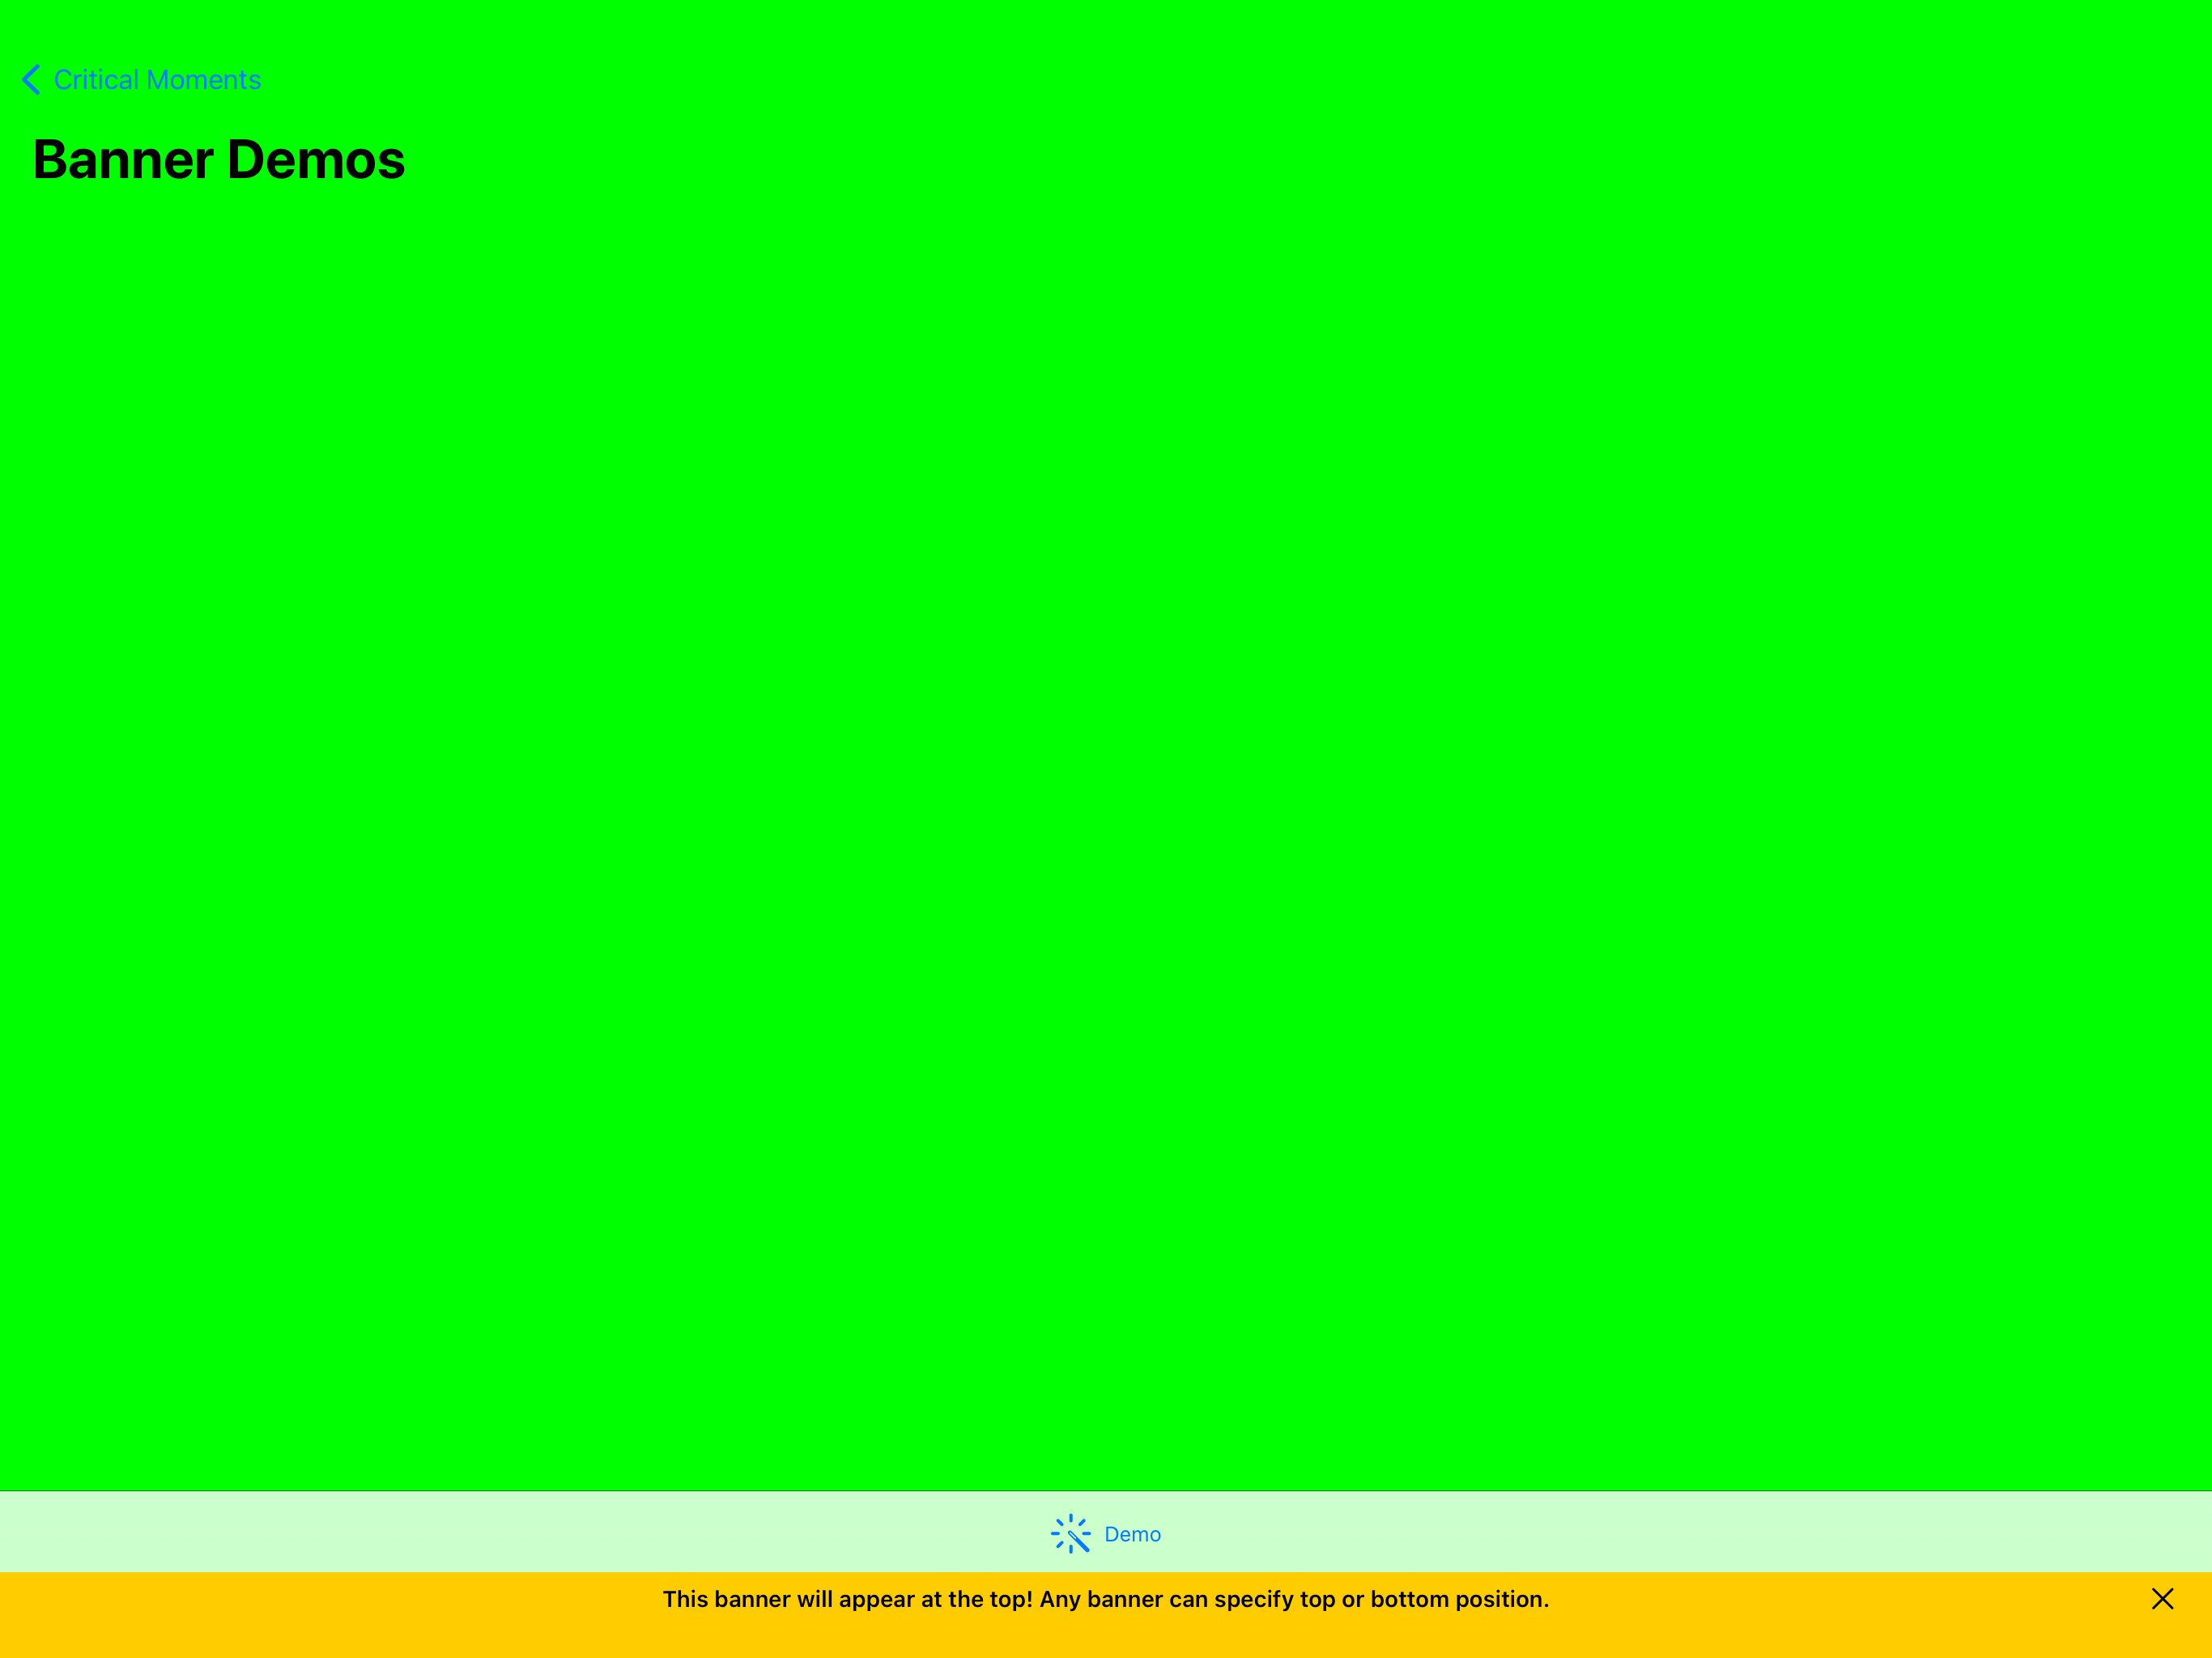 Critical Moments
Banner Demos
Demo
This banner will appear at the top! Any banner can specify top or bottom position.